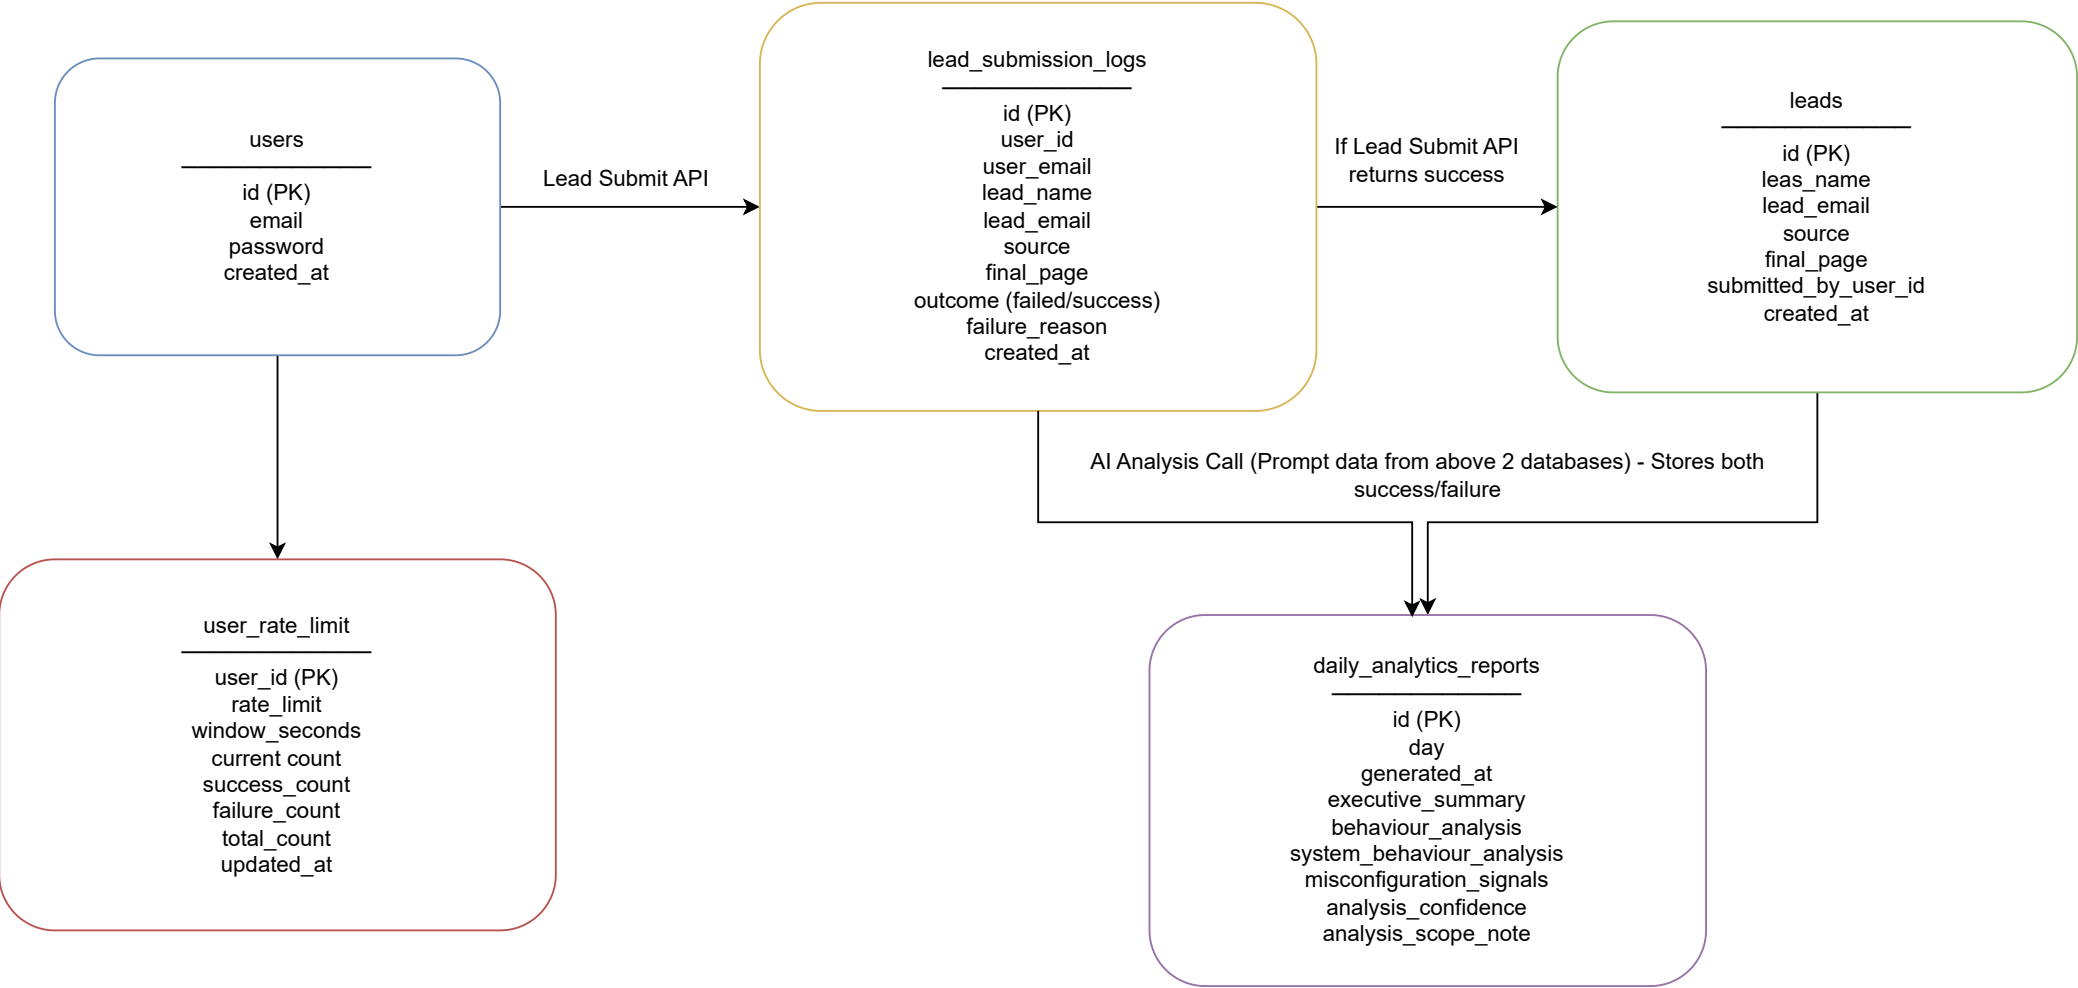 users
id (PK)
email
password
created_at
Lead Submit API
lead_submission_logs
id (PK)
user_id
user_email
lead_name
lead_email
source
final_page
outcome (failed/success)
failure_reason
created_at
If Lead Submit API
returns success
leads
id (PK)
leas_name
lead_email
source
final_page
submitted_by_user_id
created_at
AI Analysis Call (Prompt data from above 2 databases) - Stores both
success/failure
user_rate_limit
user_id (PK)
rate_limit
window_seconds
current count
success_count
failure_count
total_count
updated_at
daily_analytics_reports
id (PK)
day
generated_at
executive_summary
behaviour_analysis
system_behaviour_analysis
misconfiguration_signals
analysis_confidence
analysis_scope_note